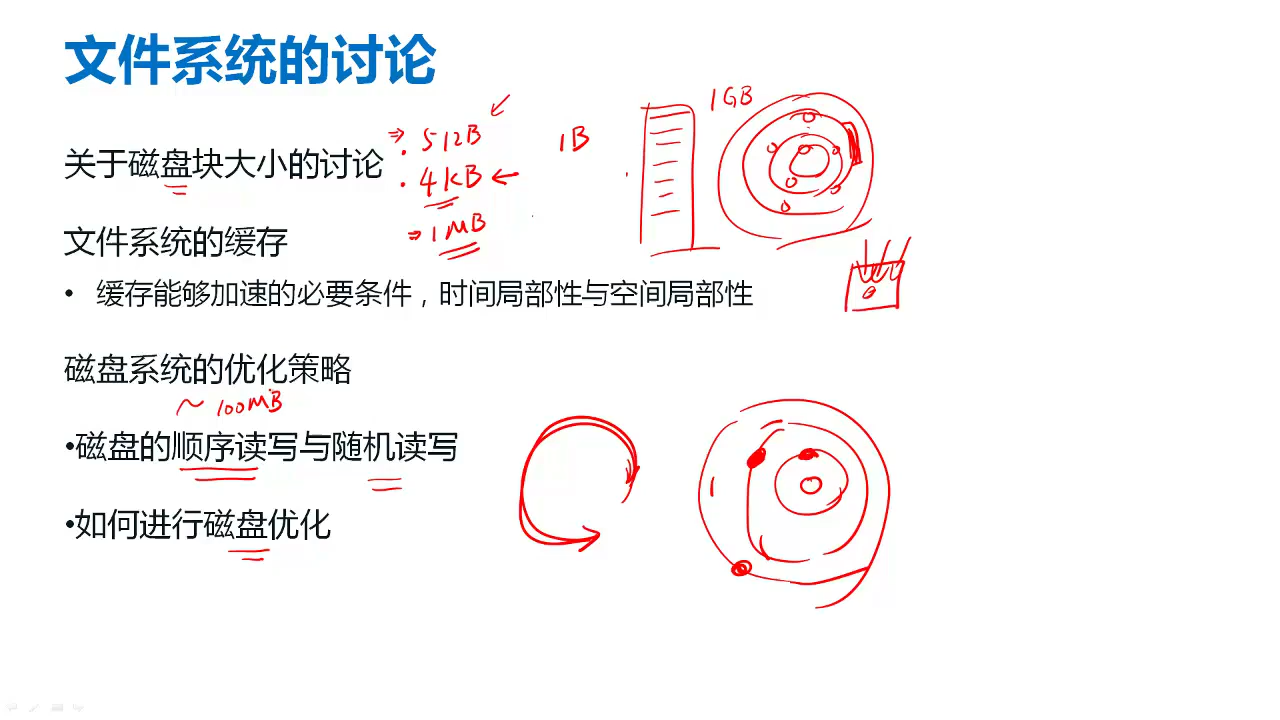 文件系统的讨论
1GB
关于磁盘块大小的讨论
512B
1B
4KB
1MB
文件系统的缓存
• 缓存能够加速的必要条件，时间局部性与空间局部性
磁盘系统的优化策略
~100MB
•磁盘的顺序读写与随机读写
•如何进行磁盘优化